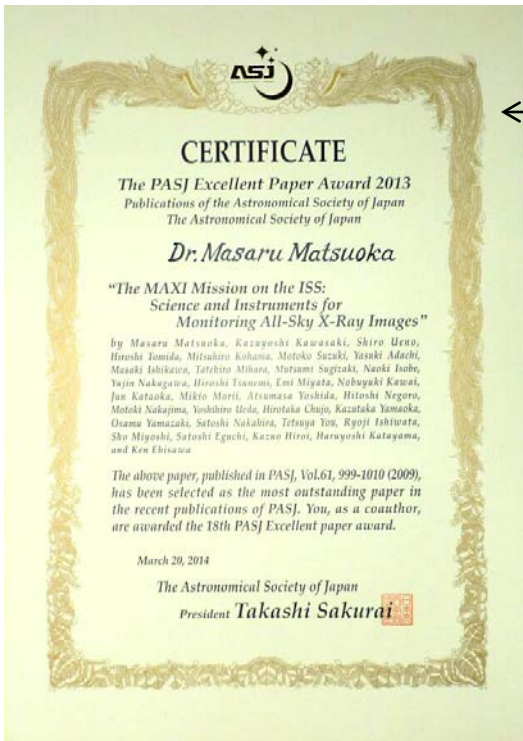 ASJ
CERTIFICATE
The PASJ Excellent Paper Award 2013
Publications of the Astronomical Society of Japan
The Astronomical Society of Japan
Dr. Masaru Matsuoka
"The MAXI Mission on the ISS:
Science and Instruments for
Monitoring All-Sky X-Ray Images"
by Masaru Matsuoka, Kazuyoshi Kawasaki, Shiro Ueno,
Hiroshi Tomida, Mitsuhiro Kohama, Motoko Suzuki, Yasuki Adachi,
Masaki Ishikawa, Tatehiro Mihara, Mutsumi Sugizaki, Naoki Isobe,
Yujin Nakagawa, Hiroshi Tsunemi, Emi Miyata, Nobuyuki Kawai,
Jun Kataoka, Mikio Morii, Atsumasa Yoshida, Hitoshi Negoro,
Motoki Nakajima, Yoshihiro Ueda, Hirotaka Chujo, Kazutaka Yamaoka,
Osamu Yamazaki, Satoshi Nakahira, Tetsuya You, Ryoji Ishiwata,
Sho Miyoshi, Satoshi Eguchi, Kazuo Hiroi, Haruyoshi Katayama,
and Ken Ebisawa
The above paper, published in PASJ, Vol.61, 999-1010 (2009),
has been selected as the most outstanding paper in
the recent publications of PASJ. You, as a coauthor,
are awarded the 18th PASJ Excellent paper award.
March 20, 2014
The Astronomical Society of Japan
President Takashi Sakurai